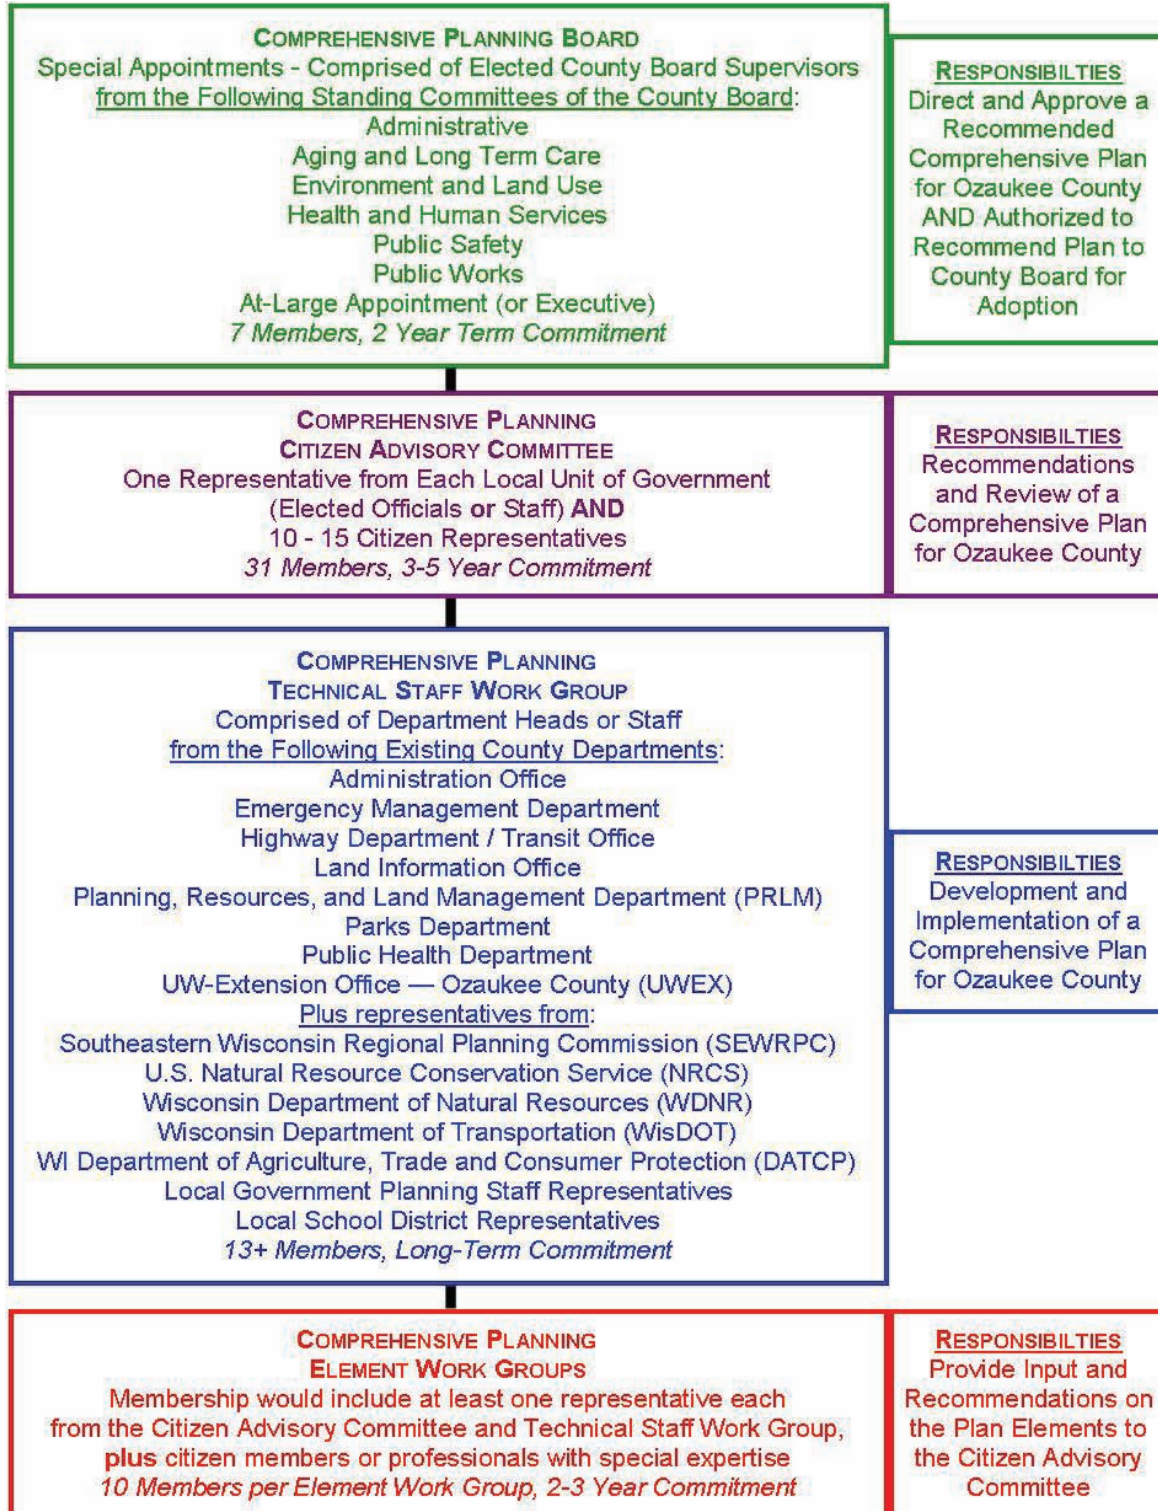 COMPREHENSIVE PLANNING BOARD
Special Appointments - Comprised of Elected County Board Supervisors
from the Following Standing Committees of the County Board:
Administrative
Aging and Long Term Care
Environment and Land Use
Health and Human Services
Public Safety
Public Works
At-Large Appointment (or Executive)
7 Members, 2 Year Term Commitment
RESPONSIBILTIES
Direct and Approve a
Recommended
Comprehensive Plan
for Ozaukee County
AND Authorized to
Recommend Plan to
County Board for
Adoption
COMPREHENSIVE PLANNING
CITIZEN ADVISORY COMMITTEE
One Representative from Each Local Unit of Government
(Elected Officials or Staff) AND
10 - 15 Citizen Representatives
31 Members, 3-5 Year Commitment
RESPONSIBILTIES
Recommendations
and Review of a
Comprehensive Plan
for Ozaukee County
COMPREHENSIVE PLANNING
TECHNICAL STAFF WORK GROUP
Comprised of Department Heads or Staff
from the Following Existing County Departments:
Administration Office
Emergency Management Department
Highway Department / Transit Office
Land Information Office
Planning, Resources, and Land Management Department (PRLM)
Parks Department
Public Health Department
UW-Extension Office — Ozaukee County (UWEX)
Plus representatives from:
Southeastern Wisconsin Regional Planning Commission (SEWRPC)
U.S. Natural Resource Conservation Service (NRCS)
Wisconsin Department of Natural Resources (WDNR)
Wisconsin Department of Transportation (WisDOT)
WI Department of Agriculture, Trade and Consumer Protection (DATCP)
Local Government Planning Staff Representatives
Local School District Representatives
13+ Members, Long-Term Commitment
RESPONSIBILTIES
Development and
Implementation of a
Comprehensive Plan
for Ozaukee County
COMPREHENSIVE PLANNING
ELEMENT WORK GROUPS
Membership would include at least one representative each
from the Citizen Advisory Committee and Technical Staff Work Group,
plus citizen members or professionals with special expertise
10 Members per Element Work Group, 2-3 Year Commitment
RESPONSIBILTIES
Provide Input and
Recommendations on
the Plan Elements to
the Citizen Advisory
Committee